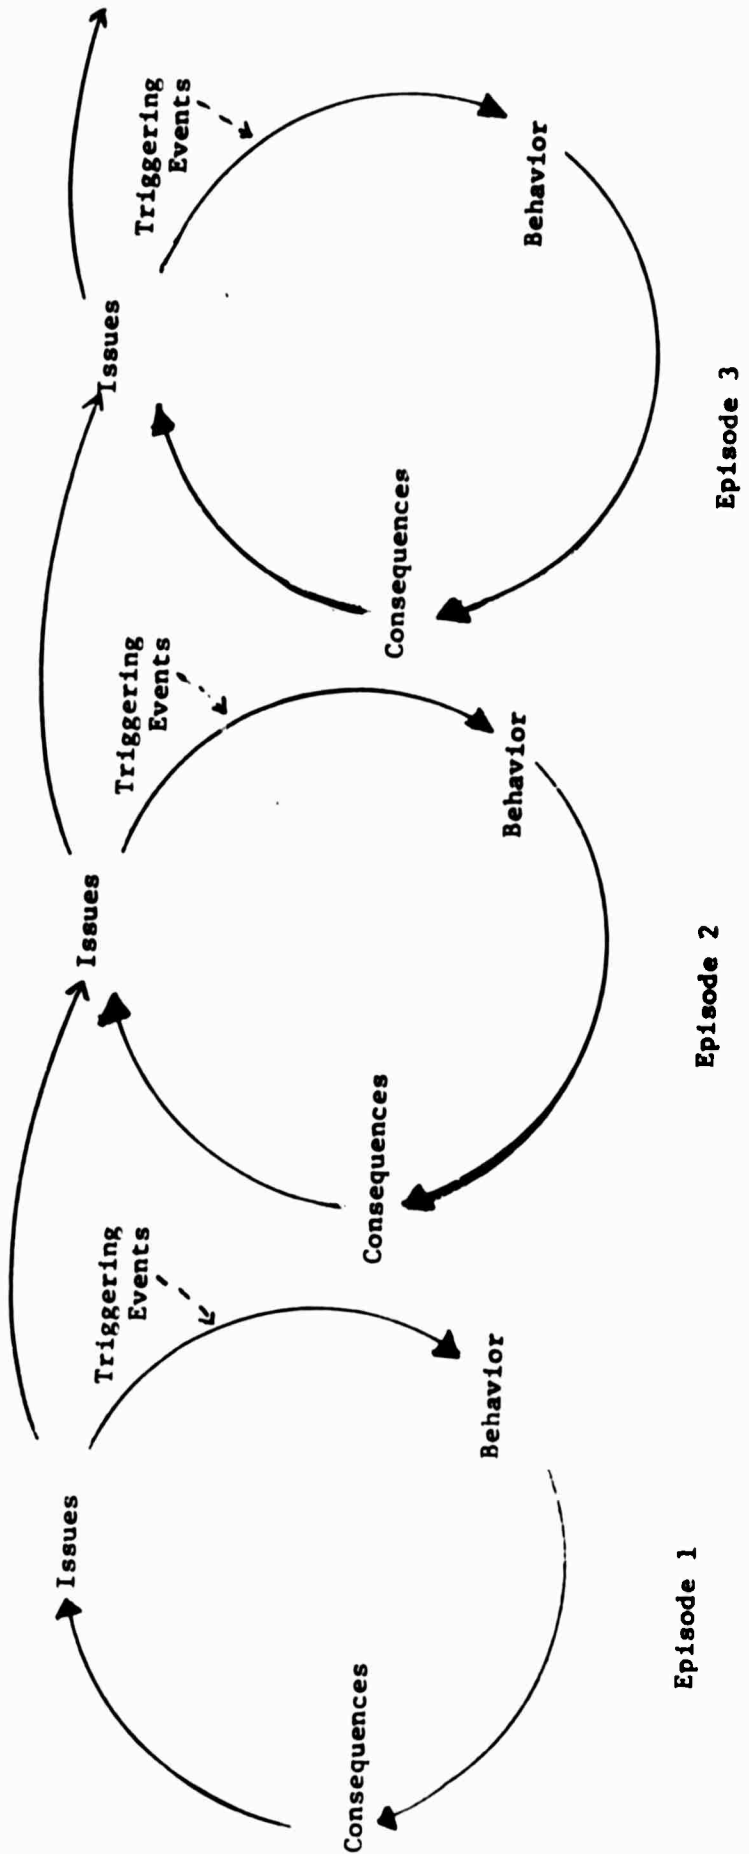 Issues
Triggering
Events
Behavior
Consequences
Episode 1
Issues
Triggering
Events
Behavior
Consequences
Episode 2
Issues
Triggering
Events
Behavior
Consequences
Episode 3